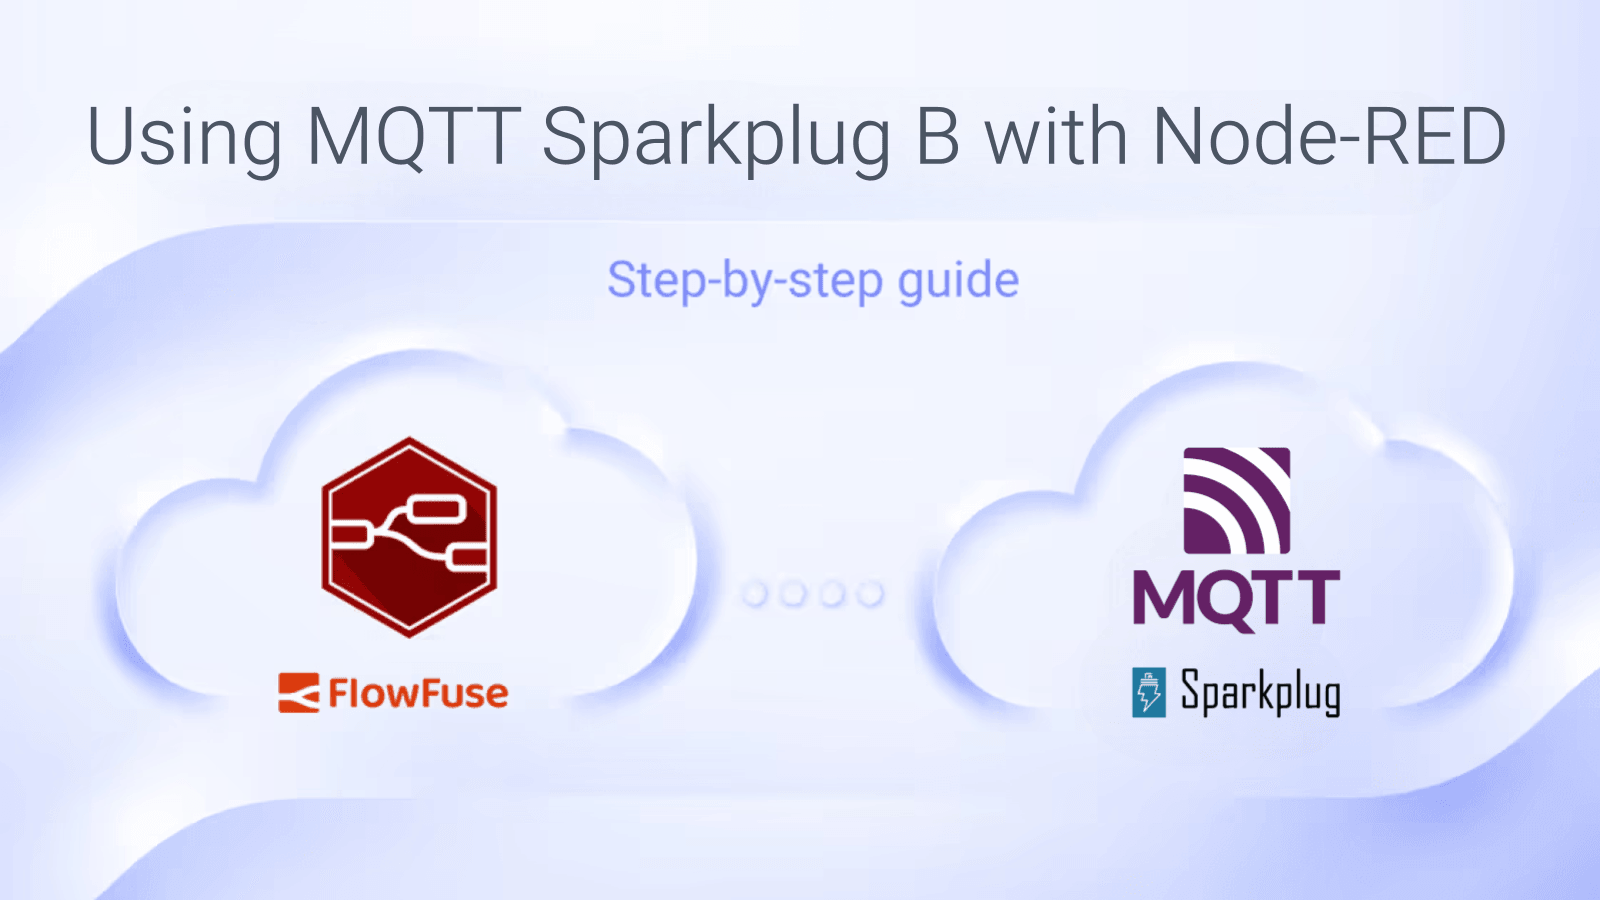 Using MQTT Sparkplug B with Node-RED
Step-by-step guide
FlowFuse
MQTT
Sparkplug